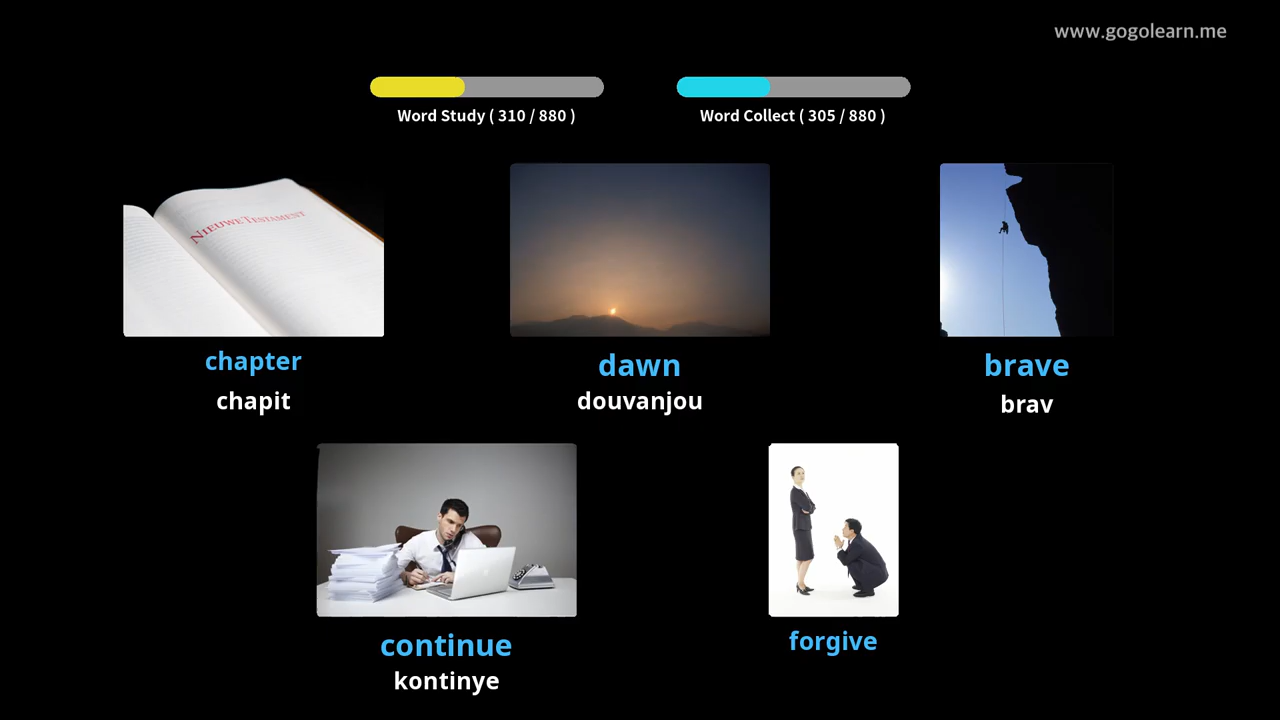 www.gogolearn.me
Word Study ( 310 / 880 )
Word Collect ( 305 / 880 )
NIEUWE TESTAMENT
chapter
chapit
dawn
douvanjou
brave
brav
continue
kontinye
forgive